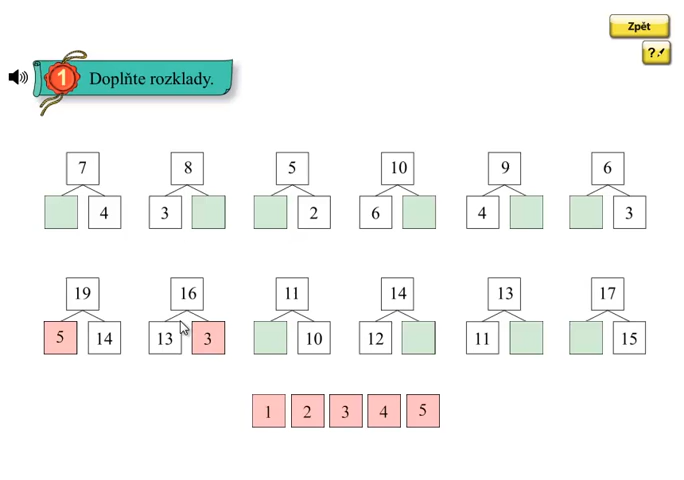 Zpět
?✓
1 Doplňte rozklady.
7 8 5 10 9 6
4 3 2 6 4 3
19 16 11 14 13 17
5 14 13 3 10 12 11 15
1 2 3 4 5